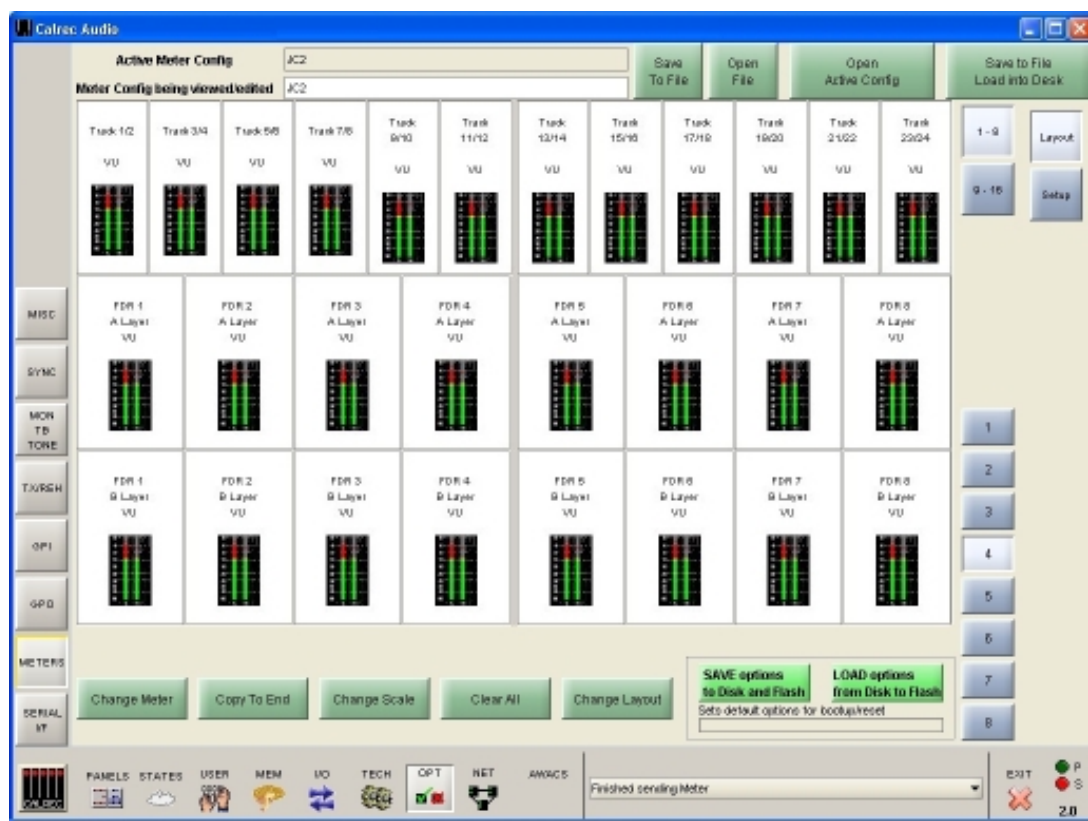 Calrec Audio
Active Meter Config
JC2
Meter Config being viewed/edited
JC2
Save To File
Open File
Open Active Config
Save to File Load into Desk
Track 1/2
VU
Track 3/4
VU
Track 5/6
VU
Track 7/8
VU
Track 9/10
VU
Track 11/12
VU
Track 13/14
VU
Track 15/16
VU
Track 17/18
VU
Track 19/20
VU
Track 21/22
VU
Track 23/24
VU
1 - 8
Layout
9 - 16
Setup
FDR 1
A Layer
VU
FDR 2
A Layer
VU
FDR 3
A Layer
VU
FDR 4
A Layer
VU
FDR 5
A Layer
VU
FDR 6
A Layer
VU
FDR 7
A Layer
VU
FDR 8
A Layer
VU
FDR 1
B Layer
VU
FDR 2
B Layer
VU
FDR 3
B Layer
VU
FDR 4
B Layer
VU
FDR 5
B Layer
VU
FDR 6
B Layer
VU
FDR 7
B Layer
VU
FDR 8
B Layer
VU
MISC
SYNC
MON
TB
TONE
TX/REH
GPI
GPO
METERS
SERIAL
I/F
1
2
3
4
5
6
7
8
Change Meter
Copy To End
Change Scale
Clear All
Change Layout
SAVE options
to Disk and Flash
LOAD options
from Disk to Flash
Sets default options for bootup/reset
CALREC
PANELS
STATES
USER
MEM
I/O
TECH
OPT
NET
AWACS
Finished sending Meter
EXIT
P
S
2.0